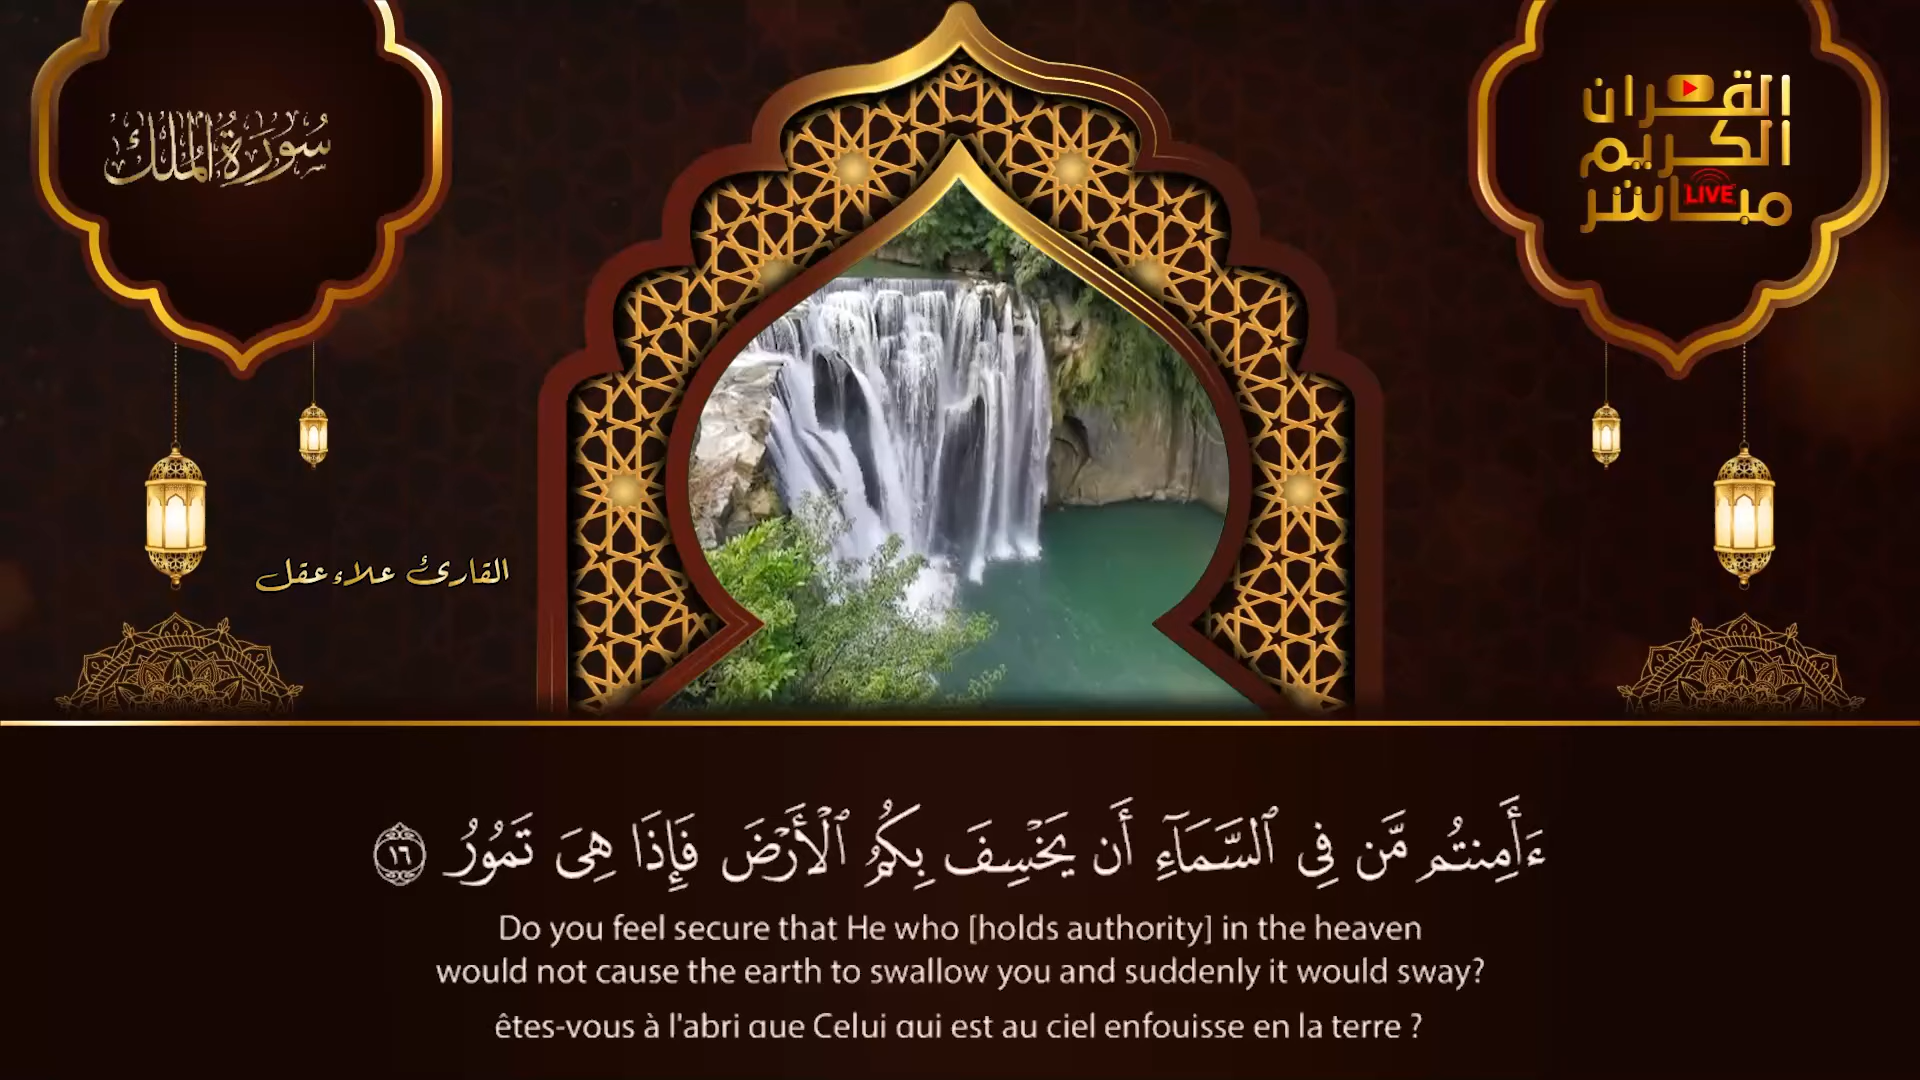 سُورَةُ المُلك
القرآن
الكريم
مباشر
LIVE
القارئ علاء عقل
ءَأَمِنتُم مَّن فِى ٱلسَّمَآءِ أَن يَخْسِفَ بِكُمُ ٱلْأَرْضَ فَإِذَا هِىَ تَمُورُ ١٦
Do you feel secure that He who [holds authority] in the heaven
would not cause the earth to swallow you and suddenly it would sway?
êtes-vous à l'abri que Celui qui est au ciel enfouisse en la terre ?